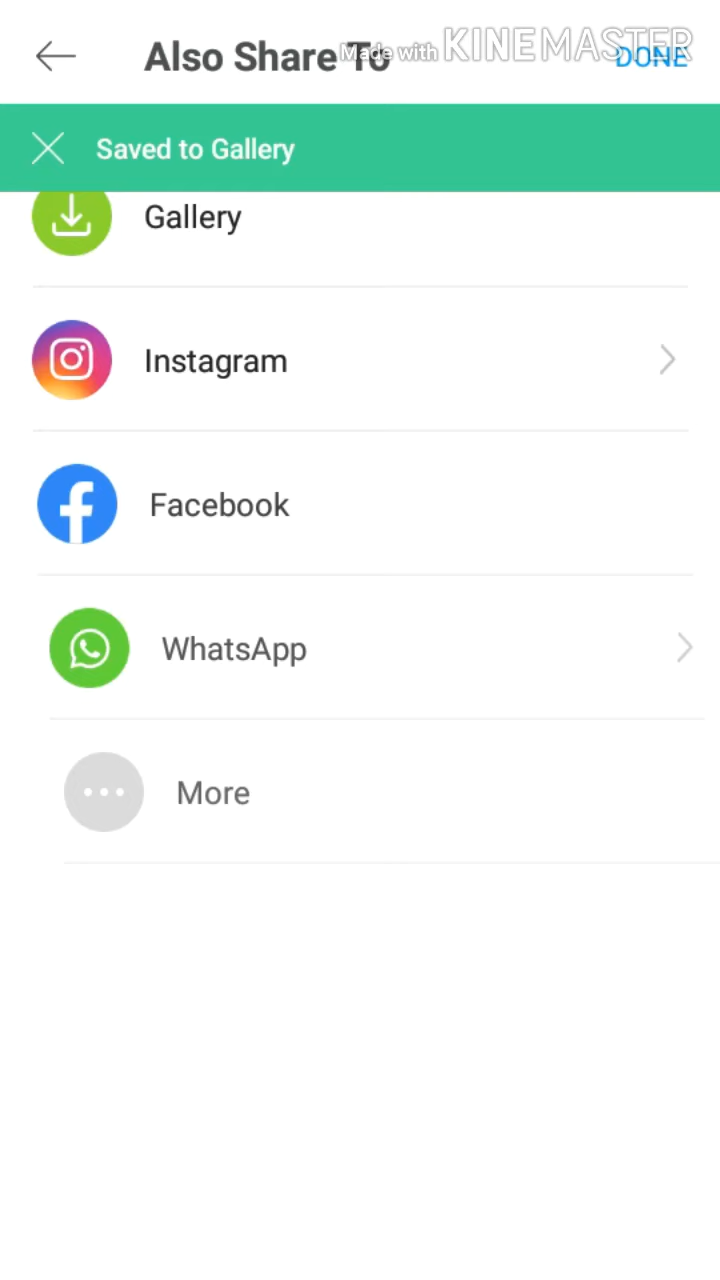 Also Share To
Made with KINEMASTER
DONE
Saved to Gallery
Gallery
Instagram
Facebook
WhatsApp
More